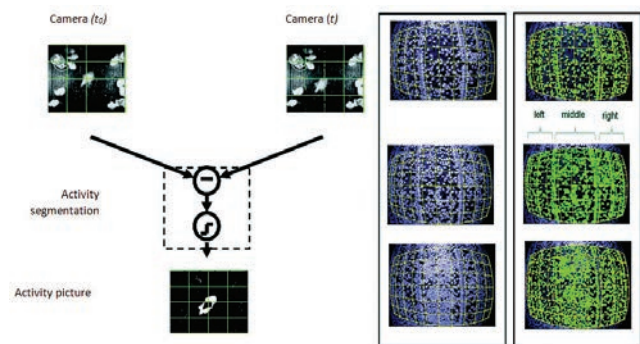 Camera (t₀)
Camera (t)
left middle right
Activity
segmentation
Activity picture